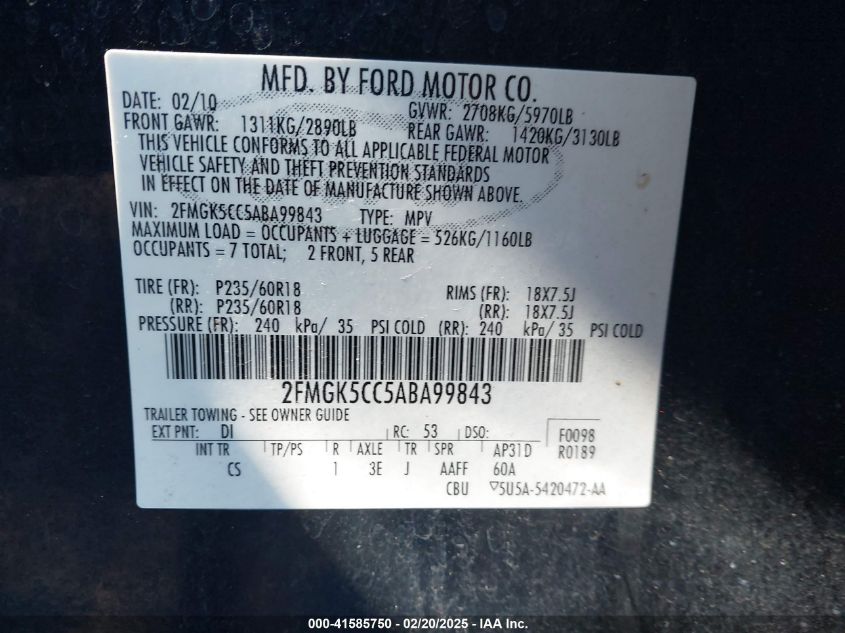 MFD. BY FORD MOTOR CO.
DATE: 02/10 GVWR: 2708KG/5970LB
FRONT GAWR: 1311KG/2890LB REAR GAWR: 1420KG/3130LB
THIS VEHICLE CONFORMS TO ALL APPLICABLE FEDERAL MOTOR
VEHICLE SAFETY AND THEFT PREVENTION STANDARDS
IN EFFECT ON THE DATE OF MANUFACTURE SHOWN ABOVE.
VIN: 2FMGK5CC5ABA99843 TYPE: MPV
MAXIMUM LOAD = OCCUPANTS + LUGGAGE = 526KG/1160LB
OCCUPANTS = 7 TOTAL; 2 FRONT, 5 REAR
TIRE (FR): P235/60R18 RIMS (FR): 18X7.5J
(RR): P235/60R18 (RR): 18X7.5J
PRESSURE (FR): 240 kPa/ 35 PSI COLD (RR): 240 kPa/ 35 PSI COLD
2FMGK5CC5ABA99843
TRAILER TOWING - SEE OWNER GUIDE
EXT PNT: DI RC: 53 DSO: F0098
INT TR TP/PS R AXLE TR SPR AP31D R0189
CS 1 3E J AAFF 60A
CBU 5U5A-5420472-AA
000-41585750 - 02/20/2025 - IAA Inc.